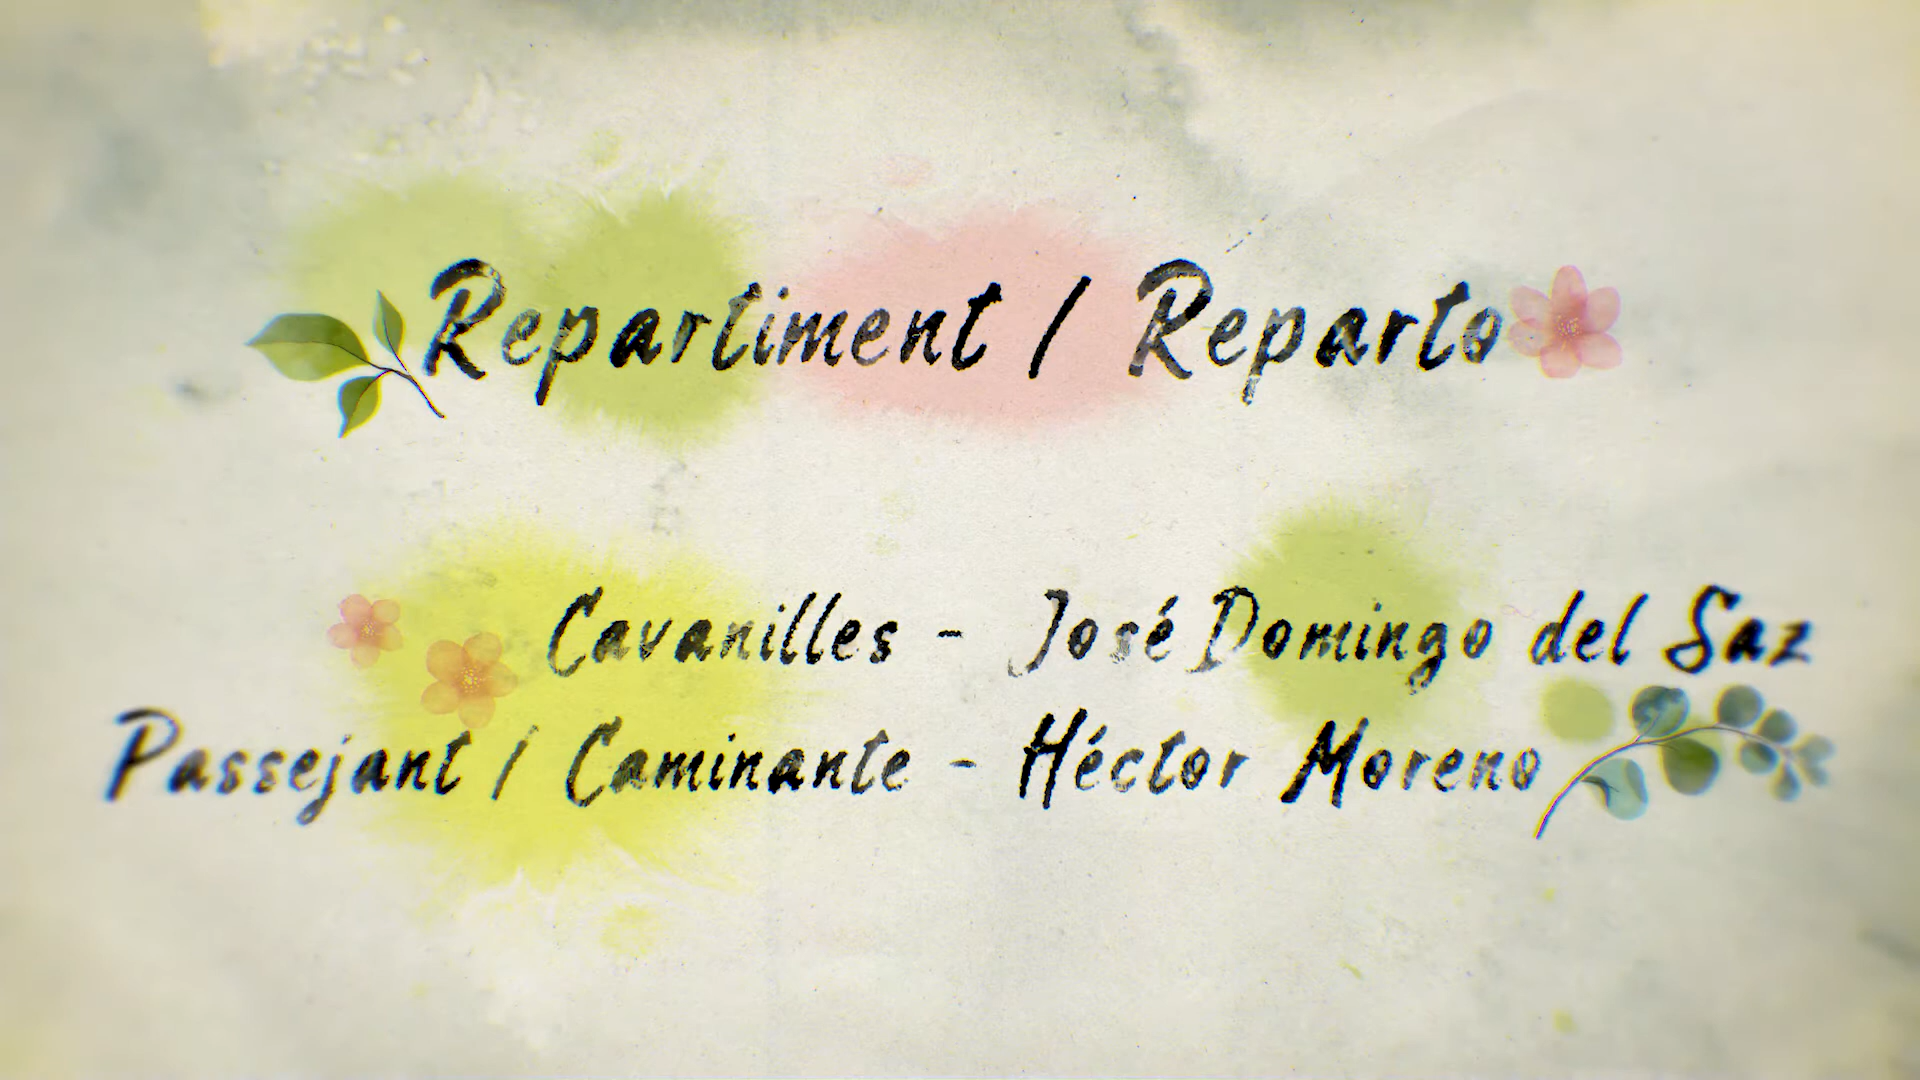 Repartiment / Reparto
Cavanilles - José Domingo del Saz
Passejant / Caminante - Héctor Moreno